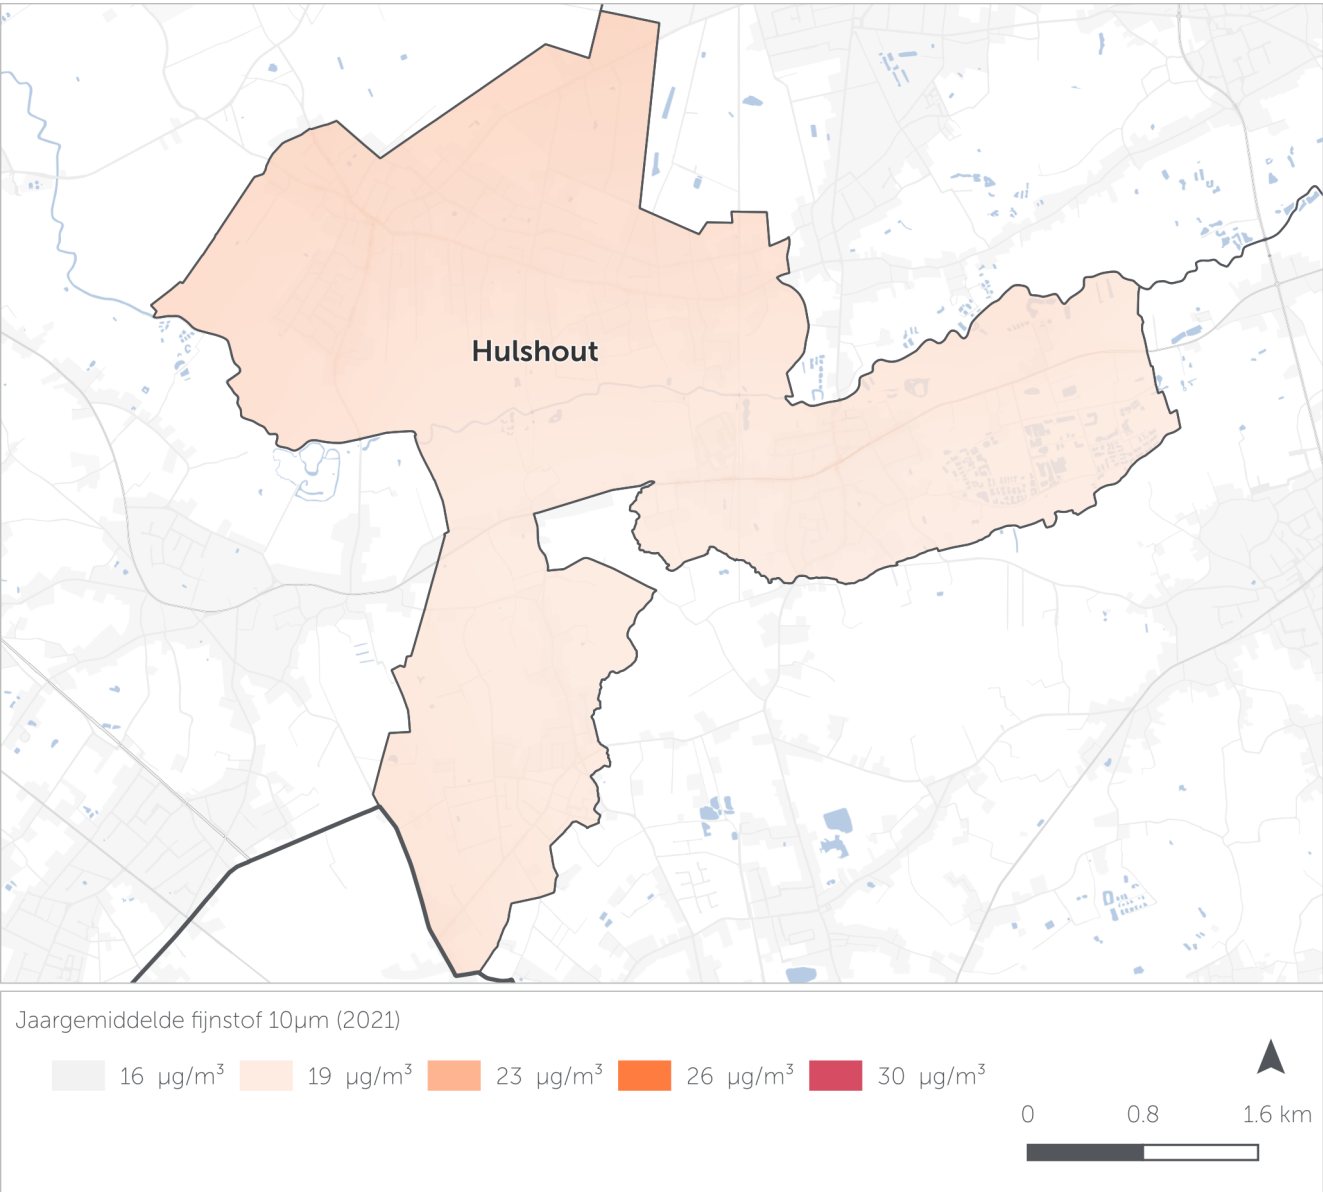 Hulshout
Jaargemiddelde fijnstof 10µm (2021)
16 µg/m³ 19 µg/m³ 23 µg/m³ 26 µg/m³ 30 µg/m³
0 0.8 1.6 km